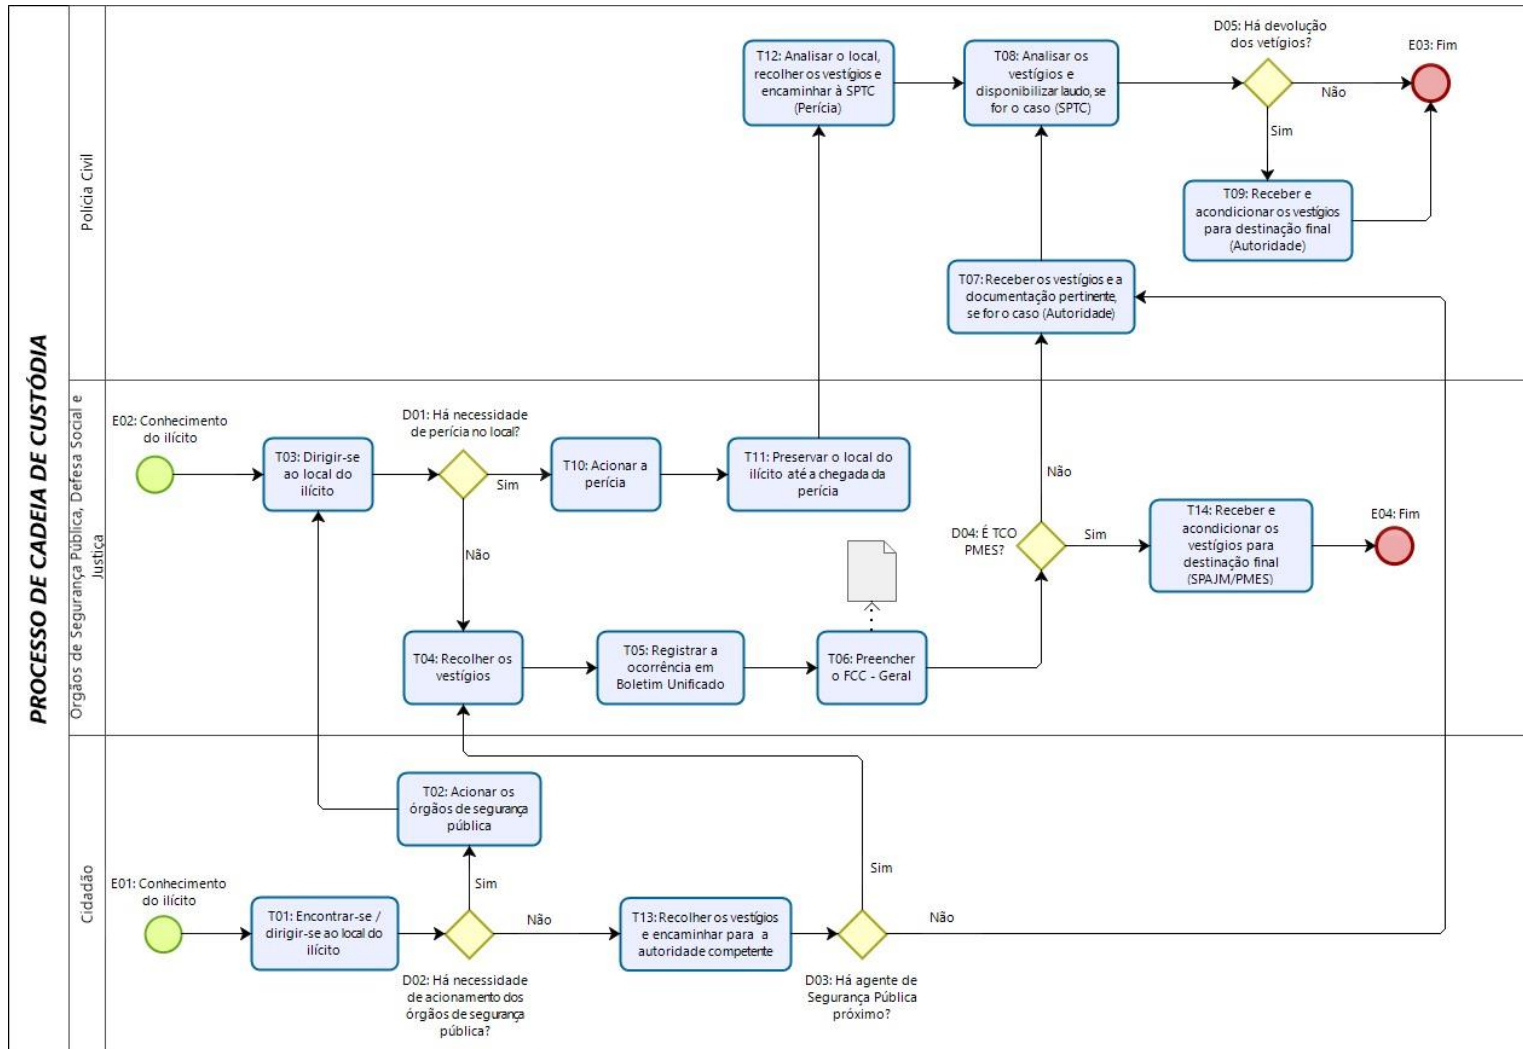 PROCESSO DE CADEIA DE CUSTÓDIA
Polícia Civil
T12: Analisar o local,
recolher os vestígios e
encaminhar à SPTC
(Perícia)
T08: Analisar os
vestígios e
disponibilizar laudo, se
for o caso (SPTC)
D05: Há devolução
dos vetígios?
Não
Sim
E03: Fim
T09: Receber e
acondicionar os vestígios
para destinação final
(Autoridade)
T07: Receber os vestígios e a
documentação pertinente,
se for o caso (Autoridade)
Orgãos de Segurança Pública, Defesa Social e
Justiça
E02: Conhecimento
do ilícito
T03: Dirigir-se
ao local do
ilícito
D01: Há necessidade
de perícia no local?
Sim
Não
T10: Acionar a
perícia
T11: Preservar o local do
ilícito até a chegada da
perícia
T04: Recolher os
vestígios
T05: Registrar a
ocorrência em
Boletim Unificado
T06: Preencher
o FCC - Geral
D04: É TCO
PMES?
Não
Sim
T14: Receber e
acondicionar os
vestígios para
destinação final
(SPAJM/PMES)
E04: Fim
Cidadão
E01: Conhecimento
do ilícito
T01: Encontrar-se /
dirigir-se ao local do
ilícito
T02: Acionar os
órgãos de segurança
pública
Sim
Não
D02: Há necessidade
de acionamento dos
órgãos de segurança
pública?
T13: Recolher os vestígios
e encaminhar para a
autoridade competente
Sim
Não
D03: Há agente de
Segurança Pública
próximo?